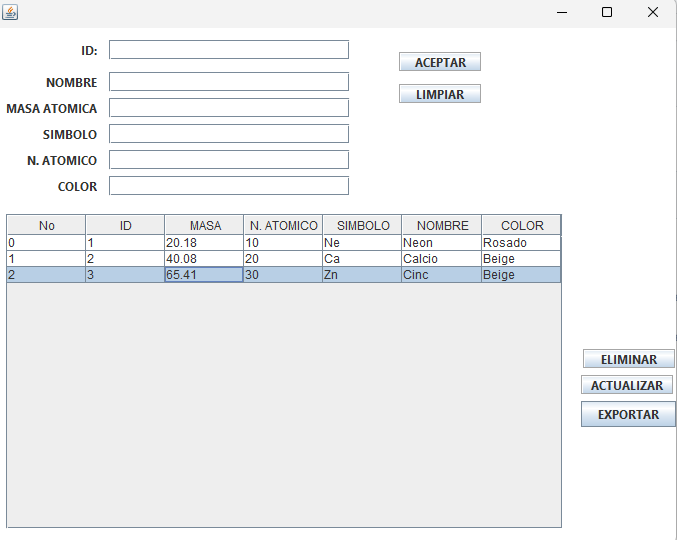 ID:
ACEPTAR
NOMBRE
LIMPIAR
MASA ATOMICA
SIMBOLO
N. ATOMICO
COLOR
No ID MASA N. ATOMICO SIMBOLO NOMBRE COLOR
0 1 20.18 10 Ne Neon Rosado
1 2 40.08 20 Ca Calcio Beige
2 3 65.41 30 Zn Cinc Beige
ELIMINAR
ACTUALIZAR
EXPORTAR